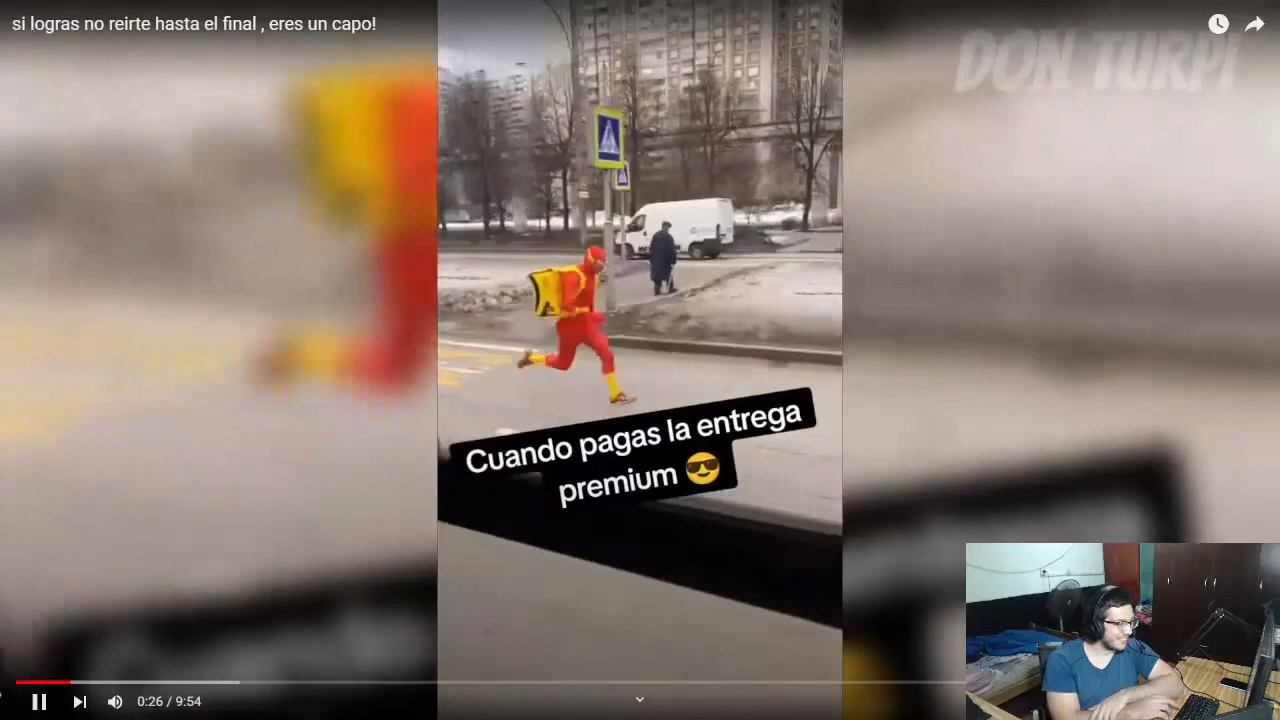 si logras no reirte hasta el final , eres un capo!
DON TURPI
Cuando pagas la entrega
premium 😎
0:26 / 9:54